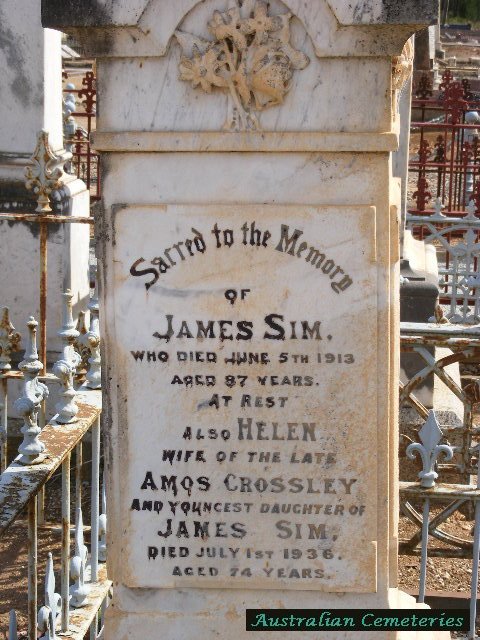 Sacred to the Memory
OF
JAMES SIM.
WHO DIED JUNE 5TH 1913
AGED 87 YEARS.
AT REST
ALSO HELEN
WIFE OF THE LATE
AMOS CROSSLEY
AND YOUNGEST DAUGHTER OF
JAMES SIM.
DIED JULY 1ST 1936.
AGED 74 YEARS.
Australian Cemeteries